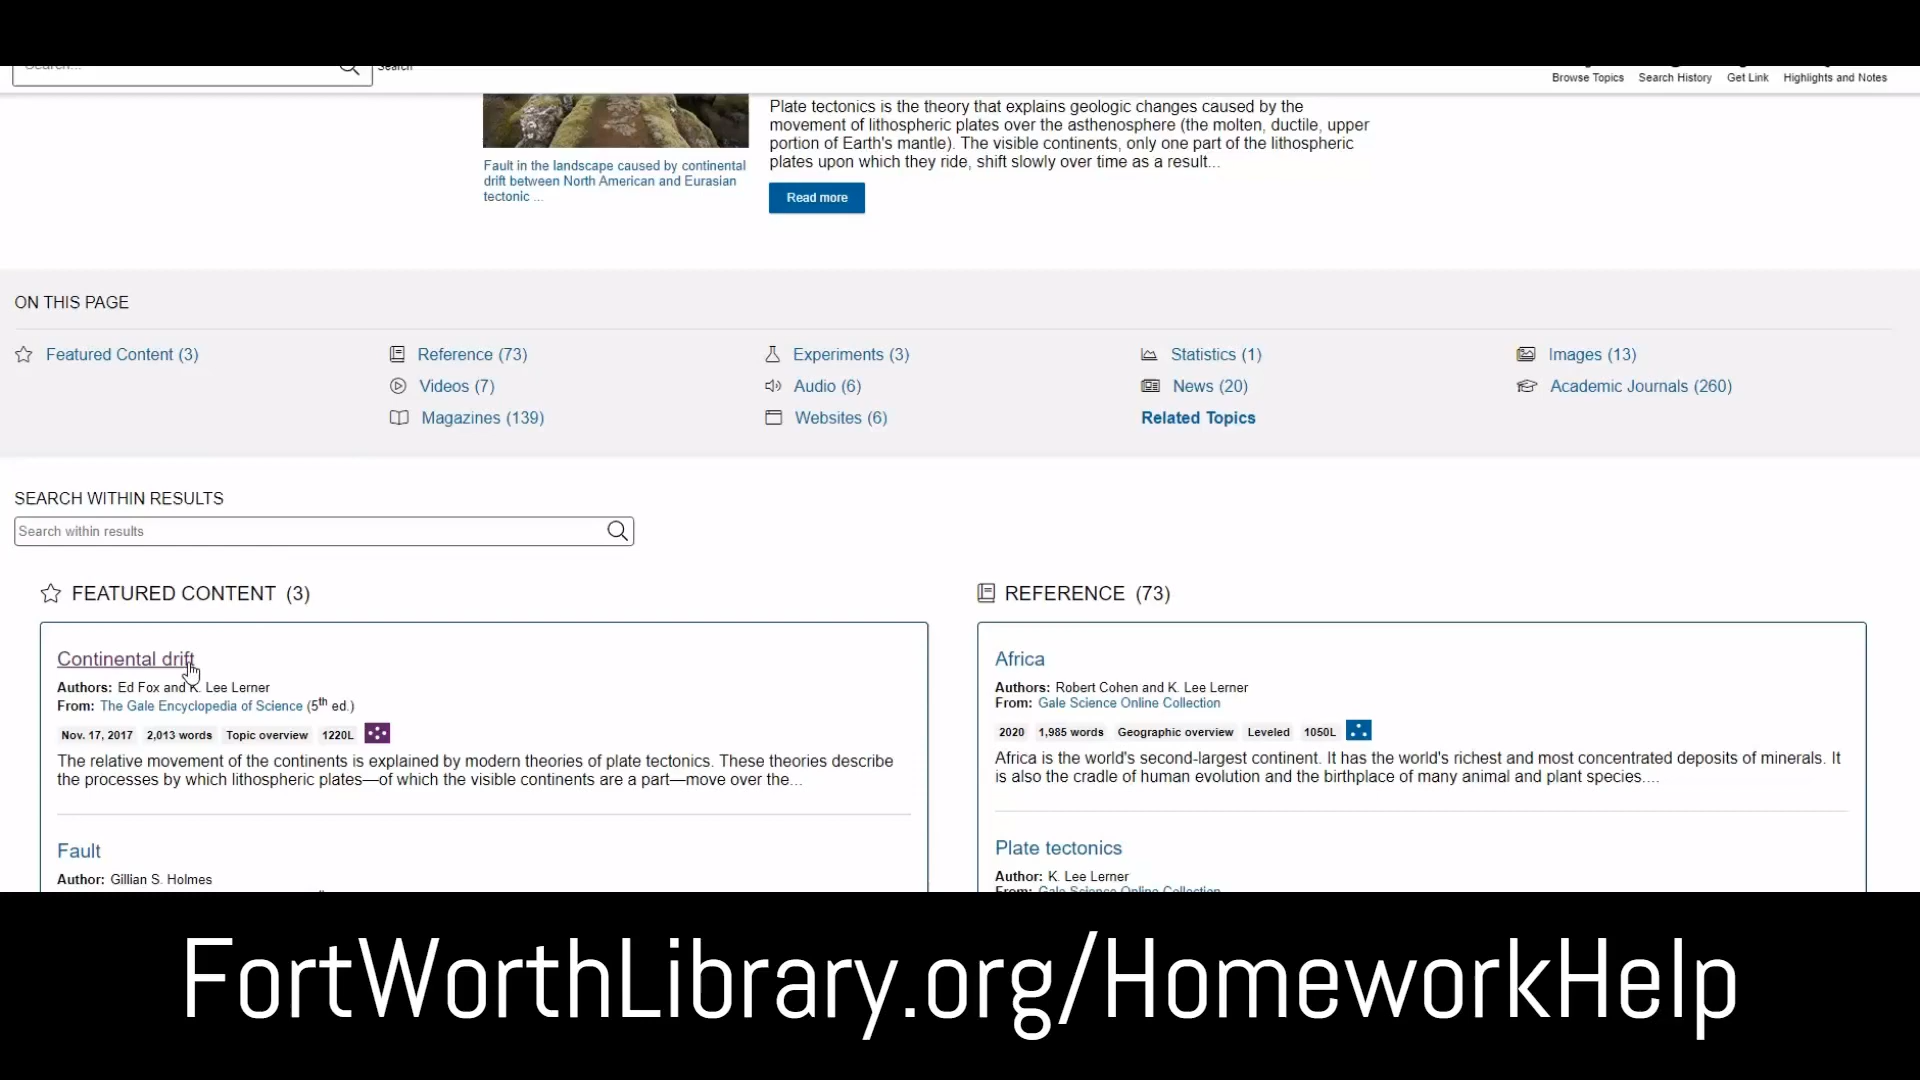 Search...
Search
Browse Topics
Search History
Get Link
Highlights and Notes
Plate tectonics is the theory that explains geologic changes caused by the
movement of lithospheric plates over the asthenosphere (the molten, ductile, upper
portion of Earth's mantle). The visible continents, only one part of the lithospheric
plates upon which they ride, shift slowly over time as a result...
Fault in the landscape caused by continental
drift between North American and Eurasian
tectonic ...
Read more
ON THIS PAGE
Featured Content (3)
Reference (73)
Experiments (3)
Statistics (1)
Images (13)
Videos (7)
Audio (6)
News (20)
Academic Journals (260)
Magazines (139)
Websites (6)
Related Topics
SEARCH WITHIN RESULTS
Search within results
FEATURED CONTENT (3)
Continental drift
Authors: Ed Fox and K. Lee Lerner
From: The Gale Encyclopedia of Science (5th ed.)
Nov. 17, 2017 2,013 words Topic overview 1220L
The relative movement of the continents is explained by modern theories of plate tectonics. These theories describe
the processes by which lithospheric plates—of which the visible continents are a part—move over the...
Fault
Author: Gillian S. Holmes
REFERENCE (73)
Africa
Authors: Robert Cohen and K. Lee Lerner
From: Gale Science Online Collection
2020 1,985 words Geographic overview Leveled 1050L
Africa is the world's second-largest continent. It has the world's richest and most concentrated deposits of minerals. It
is also the cradle of human evolution and the birthplace of many animal and plant species....
Plate tectonics
Author: K. Lee Lerner
From: Gale Science Online Collection
FortWorthLibrary.org/HomeworkHelp